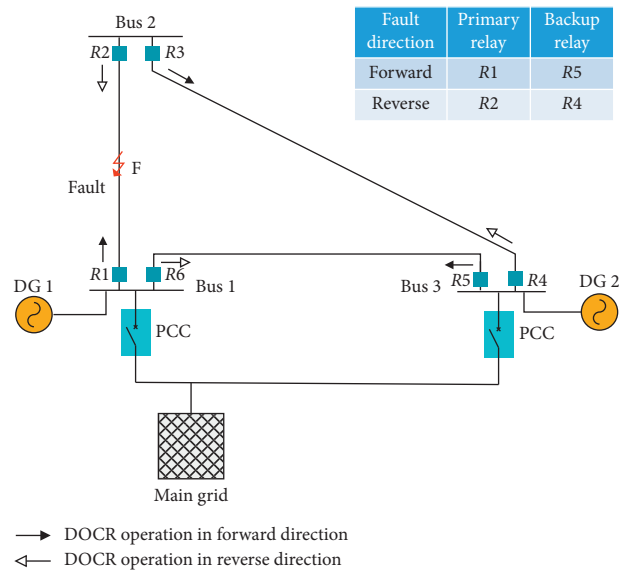 Bus 2
R2
R3
Fault direction
Primary relay
Backup relay
Forward
R1
R5
Reverse
R2
R4
F
Fault
R1
R6
R5
R4
DG 1
Bus 1
Bus 3
DG 2
PCC
PCC
Main grid
DOCR operation in forward direction
DOCR operation in reverse direction